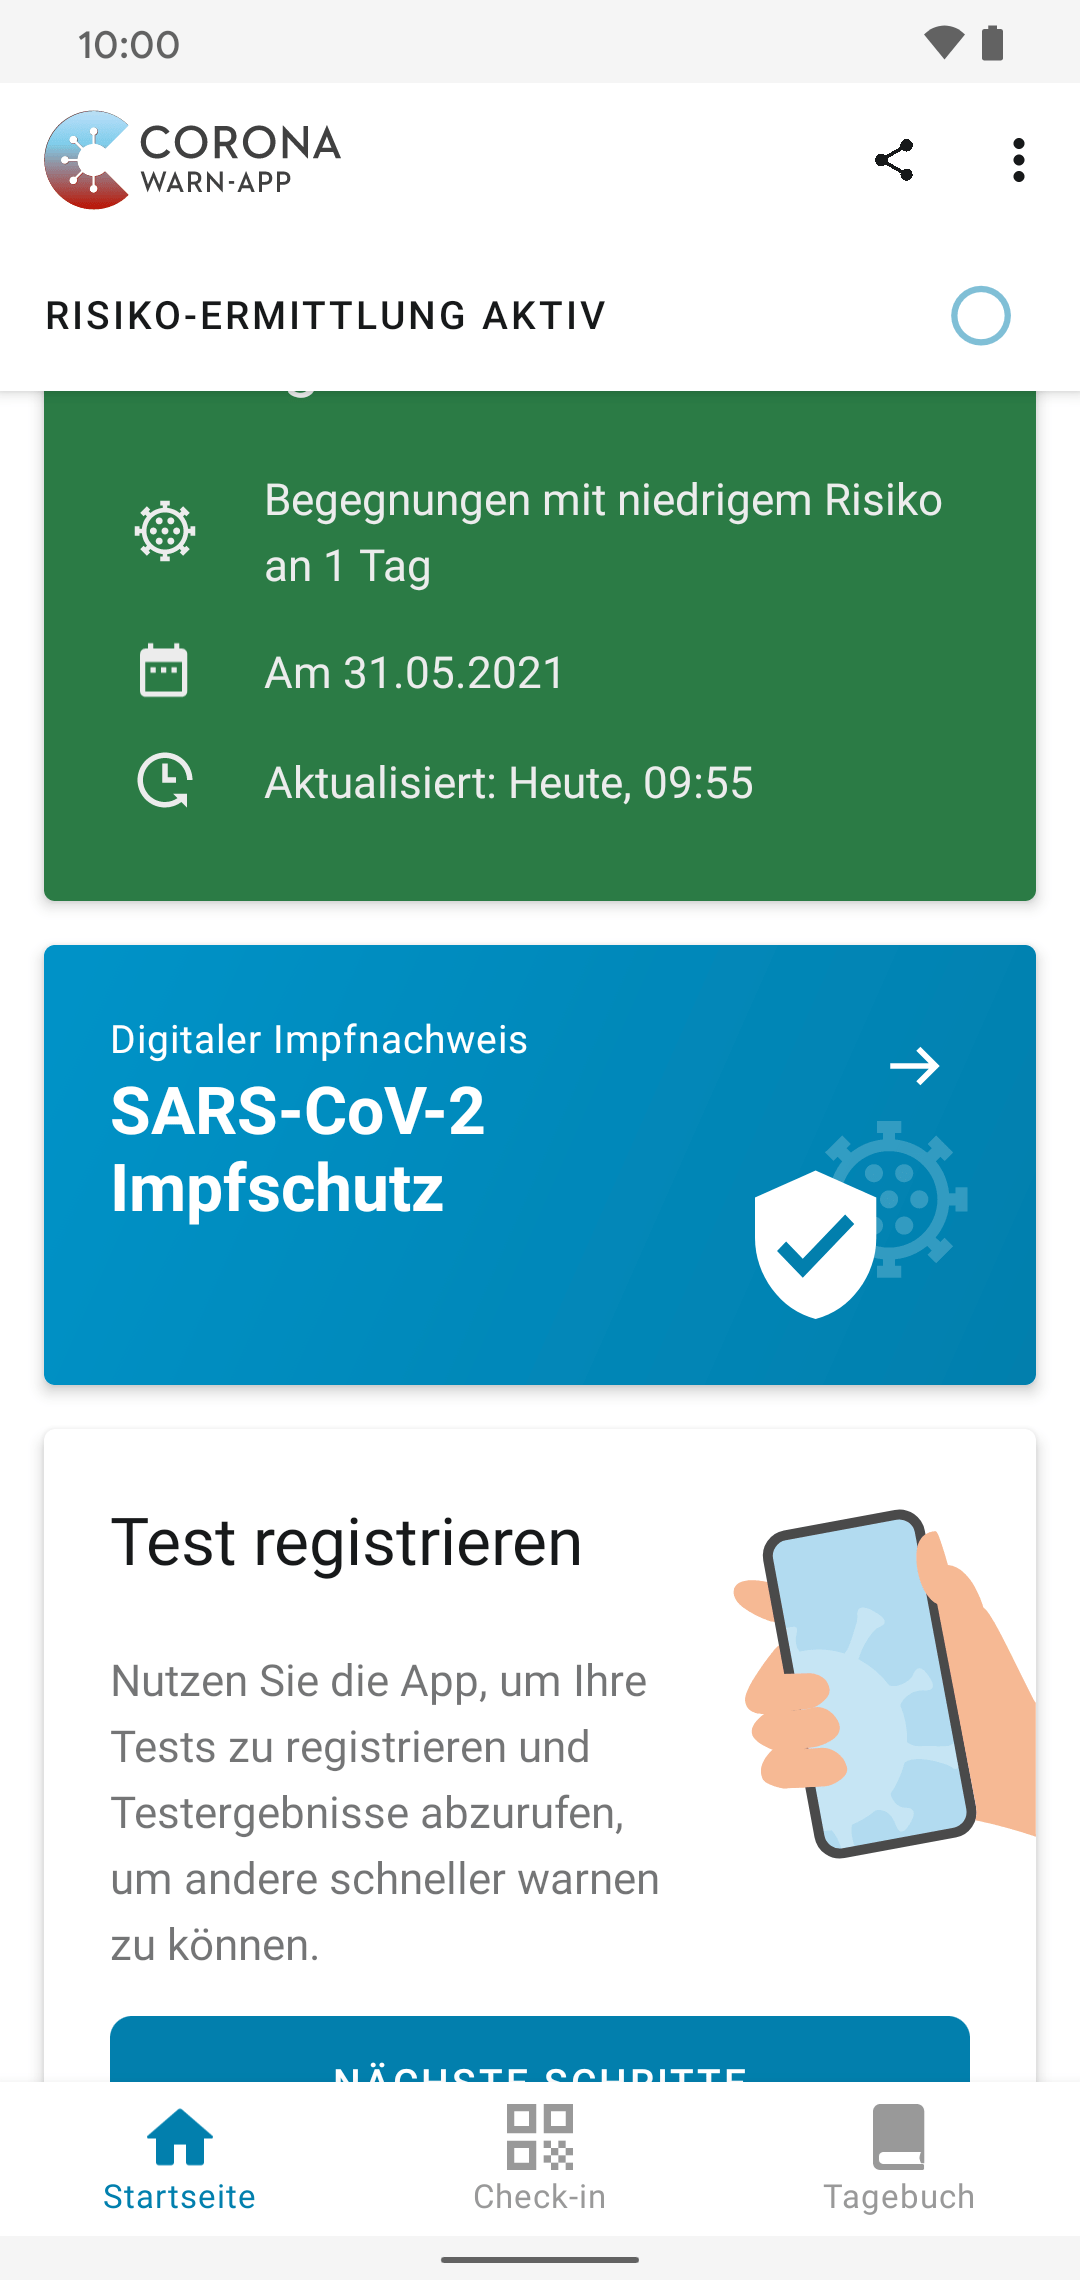 10:00
CORONA
WARN-APP
RISIKO-ERMITTLUNG AKTIV
Begegnungen mit niedrigem Risiko
an 1 Tag
Am 31.05.2021
Aktualisiert: Heute, 09:55
Digitaler Impfnachweis
SARS-CoV-2
Impfschutz
Test registrieren
Nutzen Sie die App, um Ihre
Tests zu registrieren und
Testergebnisse abzurufen,
um andere schneller warnen
zu können.
NÄCHSTE SCHRITTE
Startseite
Check-in
Tagebuch